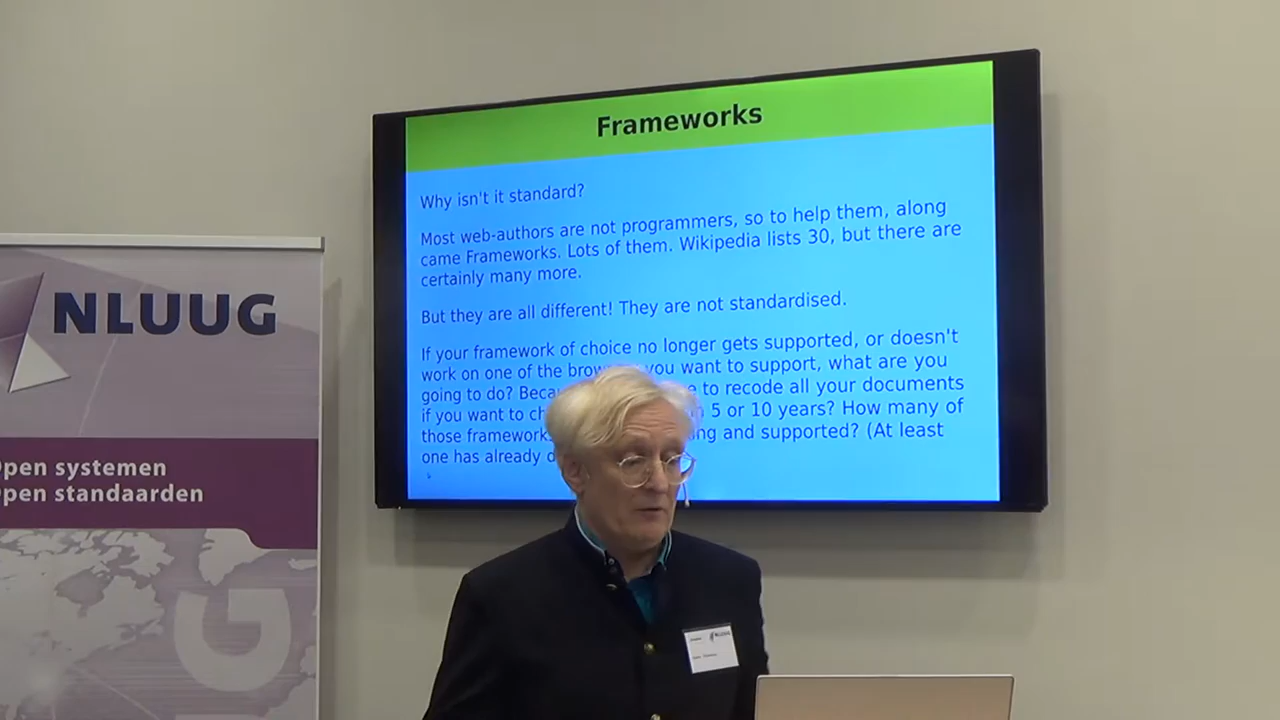 Frameworks
Why isn't it standard?
Most web-authors are not programmers, so to help them, along
came Frameworks. Lots of them. Wikipedia lists 30, but there are
certainly many more.
But they are all different! They are not standardised.
If your framework of choice no longer gets supported, or doesn't
work on one of the brow you want to support, what are you
going to do? Beca e to recode all your documents
if you want to ch n 5 or 10 years? How many of
those framework ng and supported? (At least
one has already d
NLUUG
pen systemen
pen standaarden
G
NLUUG